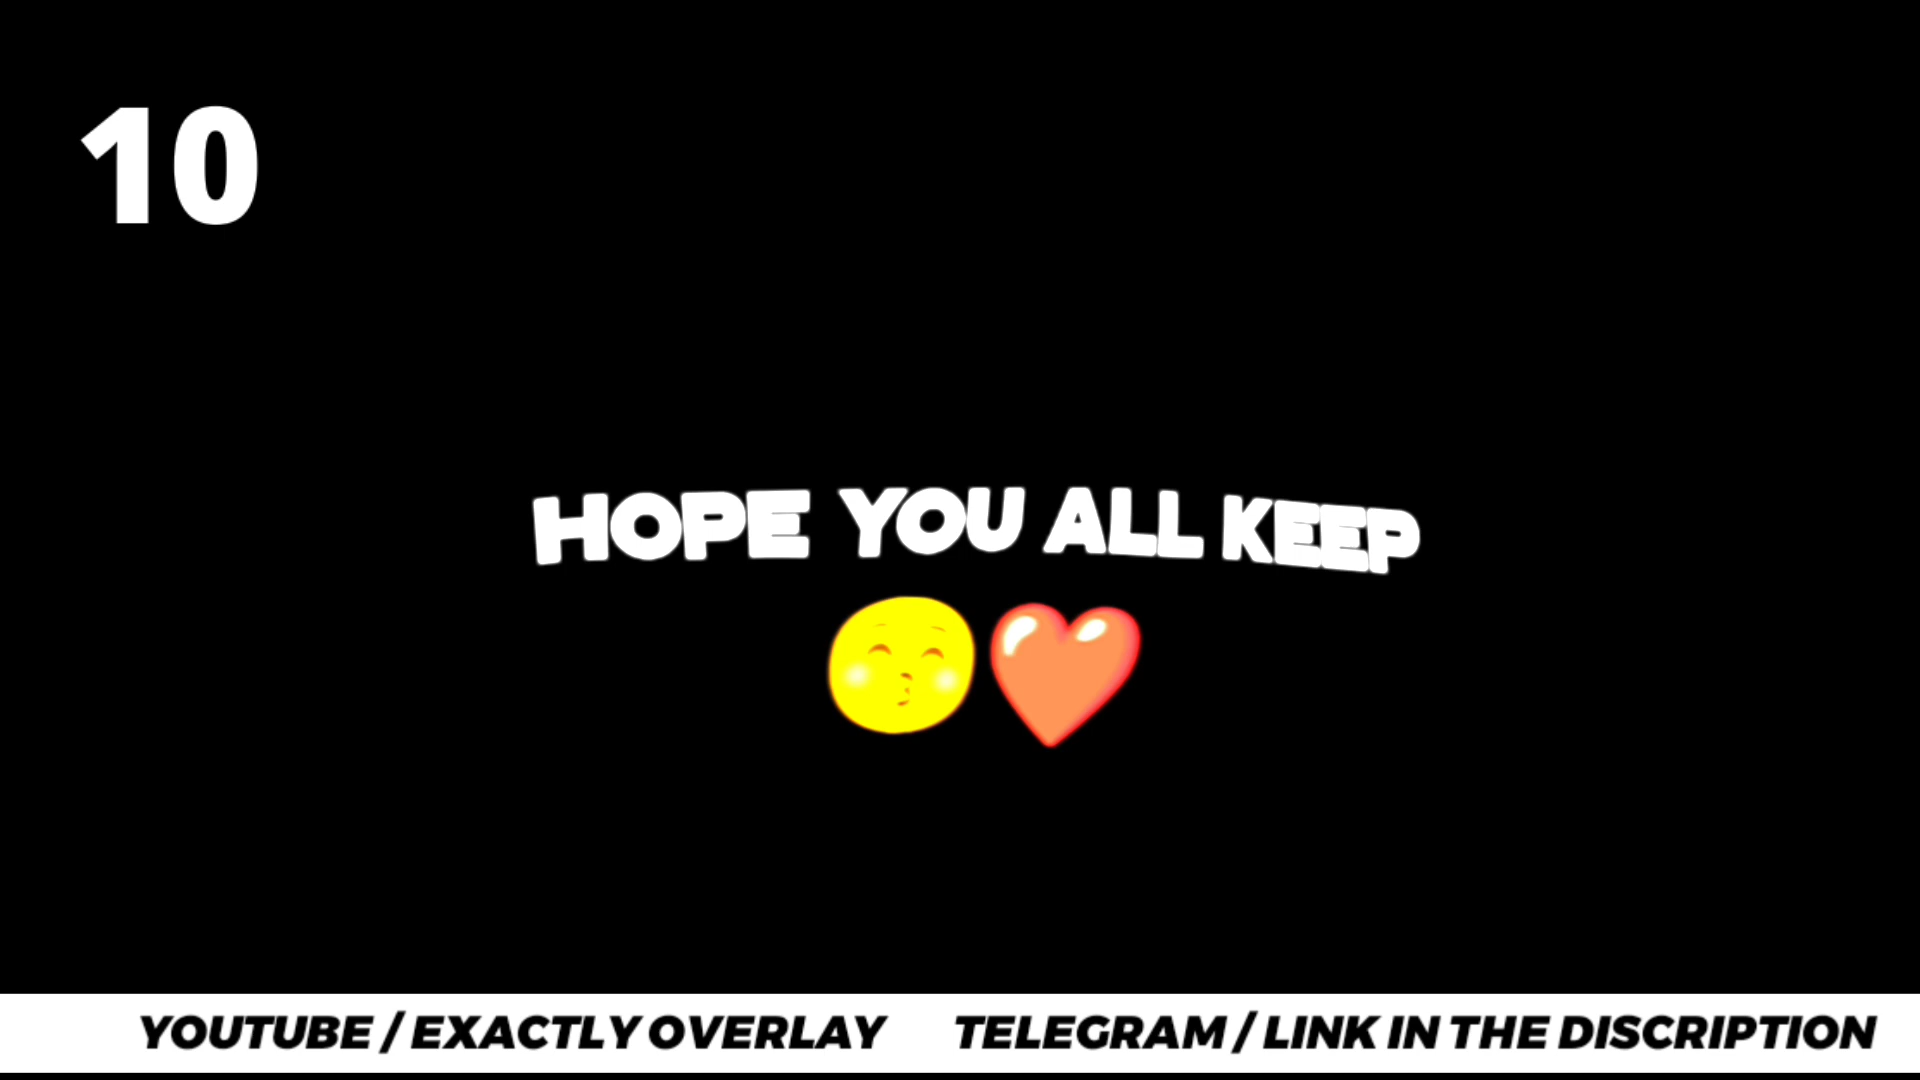 10
HOPE YOU ALL KEEP
YOUTUBE / EXACTLY OVERLAY TELEGRAM / LINK IN THE DISCRIPTION